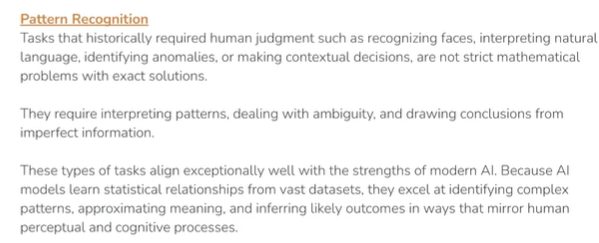 Pattern Recognition
Tasks that historically required human judgment such as recognizing faces, interpreting natural
language, identifying anomalies, or making contextual decisions, are not strict mathematical
problems with exact solutions.
They require interpreting patterns, dealing with ambiguity, and drawing conclusions from
imperfect information.
These types of tasks align exceptionally well with the strengths of modern AI. Because AI
models learn statistical relationships from vast datasets, they excel at identifying complex
patterns, approximating meaning, and inferring likely outcomes in ways that mirror human
perceptual and cognitive processes.